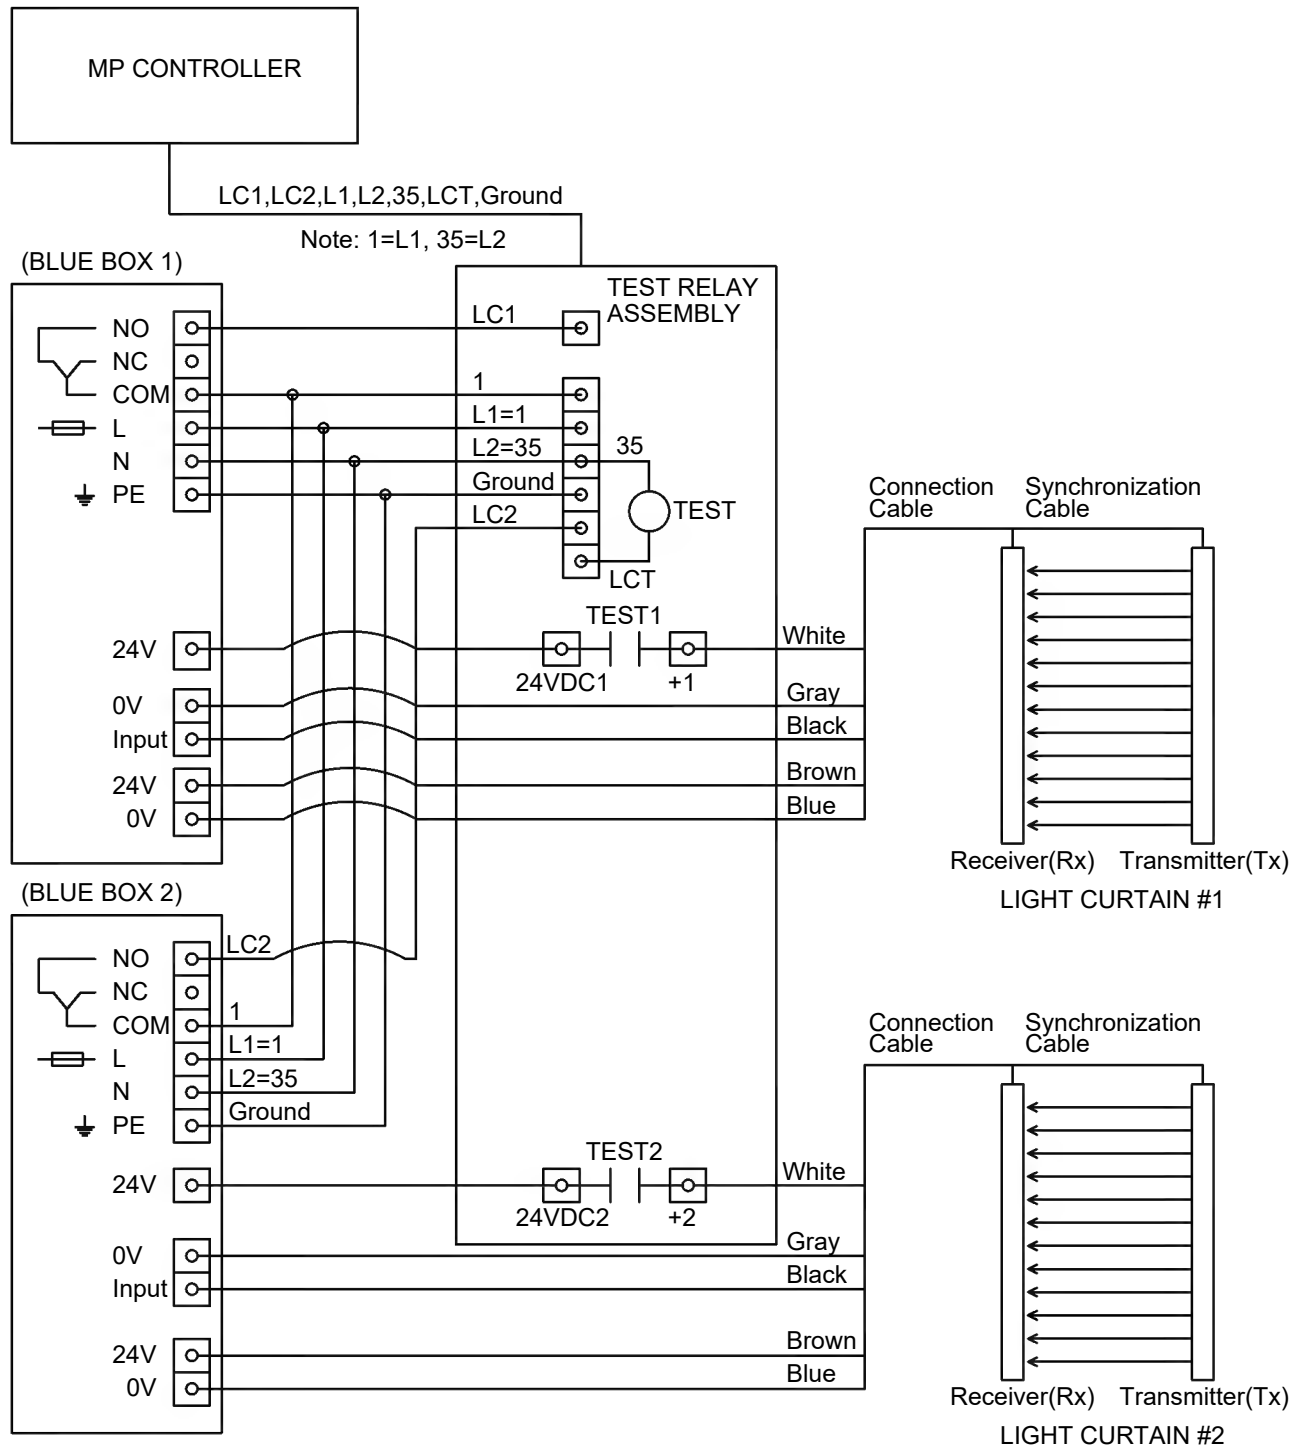 MP CONTROLLER
LC1,LC2,L1,L2,35,LCT,Ground
Note: 1=L1, 35=L2
(BLUE BOX 1)
TEST RELAY
ASSEMBLY
NO
LC1
NC
COM
1
L
L1=1
N
L2=35
35
PE
Ground
LC2
TEST
LCT
Connection
Cable
Synchronization
Cable
TEST1
24V
White
24VDC1
+1
0V
Gray
Input
Black
24V
Brown
0V
Blue
Receiver(Rx)
Transmitter(Tx)
LIGHT CURTAIN #1
(BLUE BOX 2)
NO
LC2
NC
COM
1
L
L1=1
N
L2=35
PE
Ground
Connection
Cable
Synchronization
Cable
TEST2
24V
White
24VDC2
+2
0V
Gray
Input
Black
24V
Brown
0V
Blue
Receiver(Rx)
Transmitter(Tx)
LIGHT CURTAIN #2